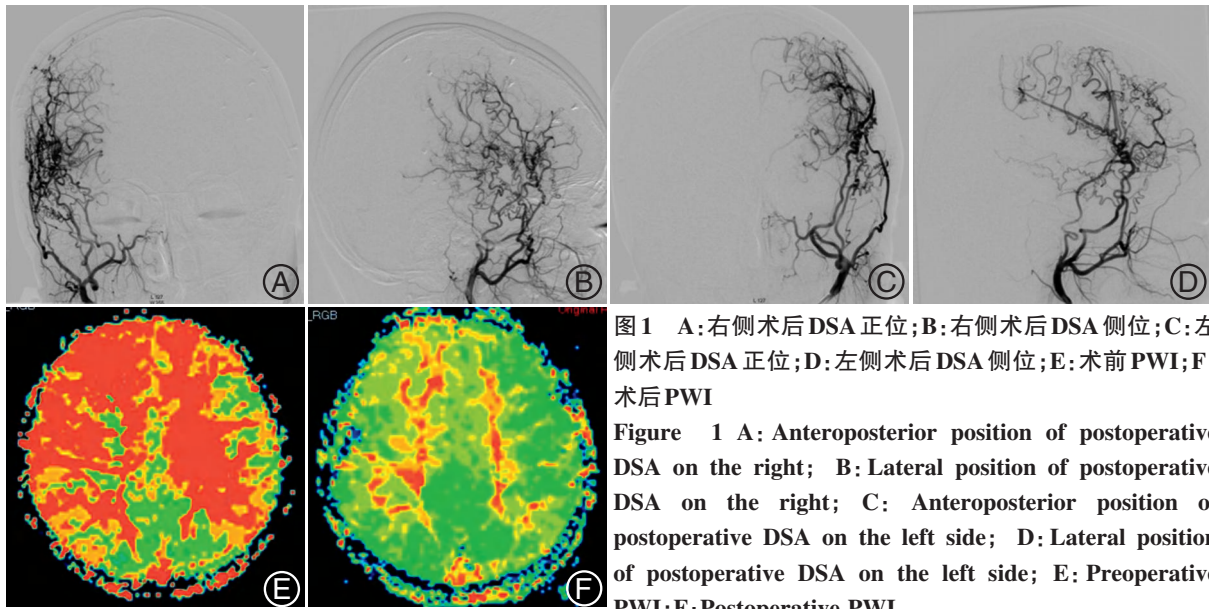 A
B
C
D
_RGB
E
_RGB
Original
F
图1 A:右侧术后DSA正位;B:右侧术后DSA侧位;C:左
侧术后DSA正位;D:左侧术后DSA侧位;E:术前PWI;F
术后PWI
Figure 1 A: Anteroposterior position of postoperative
DSA on the right; B: Lateral position of postoperative
DSA on the right; C: Anteroposterior position o
postoperative DSA on the left side; D: Lateral position
of postoperative DSA on the left side; E: Preoperative
PWI; F: Postoperative PWI